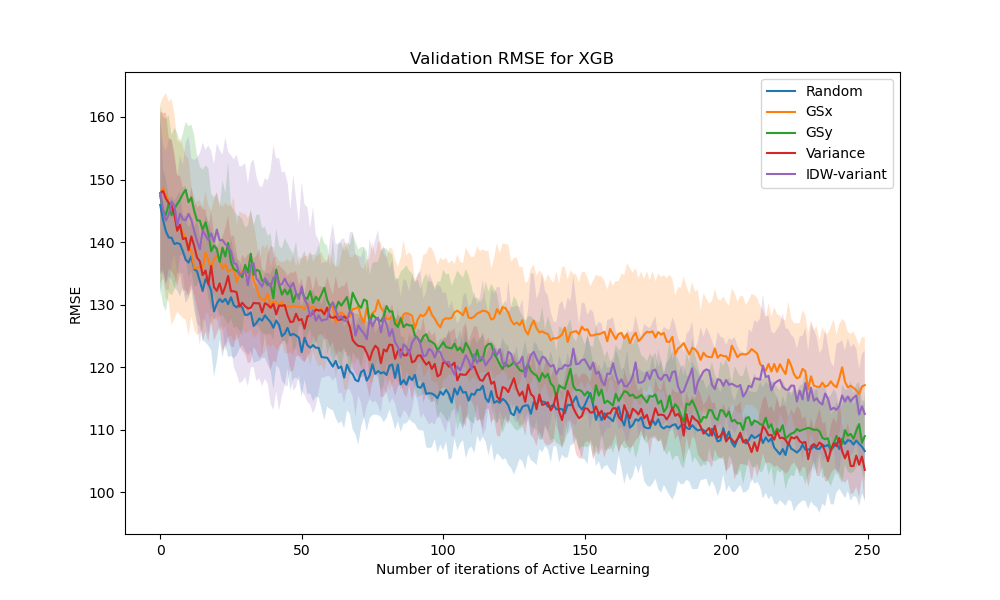 Validation RMSE for XGB
Random
GSx
GSy
Variance
IDW-variant
RMSE
160
150
140
130
120
110
100
0
50
100
150
200
250
Number of iterations of Active Learning